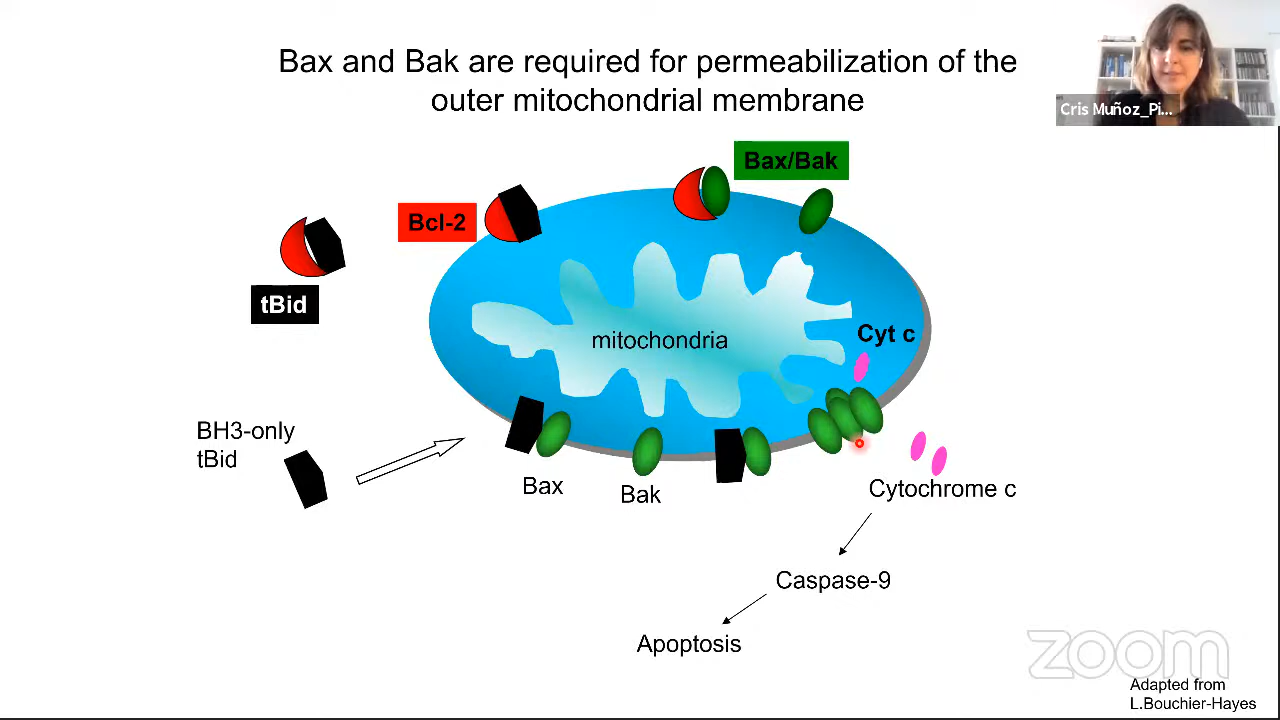 Bax and Bak are required for permeabilization of the
outer mitochondrial membrane
Cris Muñoz_Pi...
Bax/Bak
Bcl-2
tBid
mitochondria
Cyt c
BH3-only
tBid
Bax
Bak
Cytochrome c
Caspase-9
Apoptosis
zoom
Adapted from
L.Bouchier-Hayes